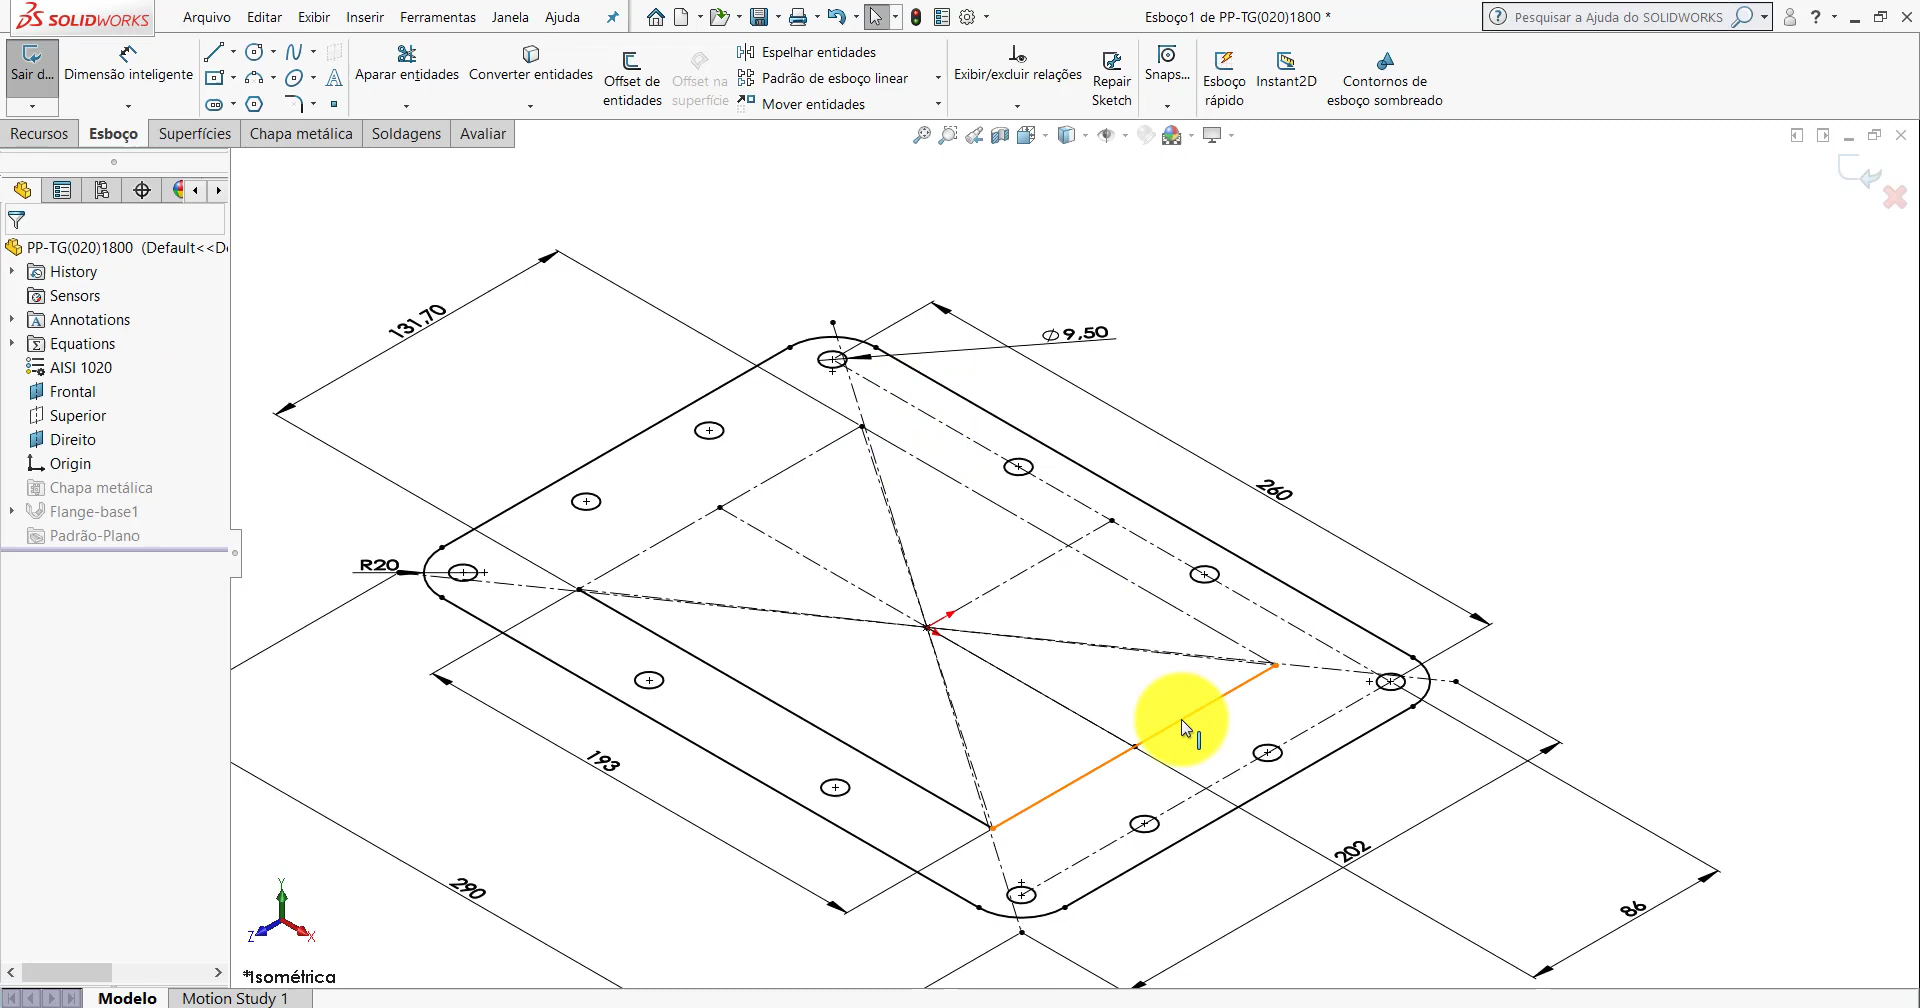 SOLIDWORKS
Arquivo Editar Exibir Inserir Ferramentas Janela Ajuda
Esboço1 de PP-TG(020)1800 *
Pesquisar a Ajuda do SOLIDWORKS
Sair d...
Dimensão inteligente
Aparar entidades
Converter entidades
Offset de entidades
Offset na superfície
Espelhar entidades
Padrão de esboço linear
Mover entidades
Exibir/excluir relações
Repair Sketch
Snaps...
Esboço rápido
Instant2D
Contornos de esboço sombreado
Recursos Esboço Superfícies Chapa metálica Soldagens Avaliar
PP-TG(020)1800 (Default<<D
History
Sensors
Annotations
Equations
AISI 1020
Frontal
Superior
Direito
Origin
Chapa metálica
Flange-base1
Padrão-Plano
131,70
Ø9,50
260
R20
193
290
202
86
Y
Z
X
*Isométrica
Modelo Motion Study 1